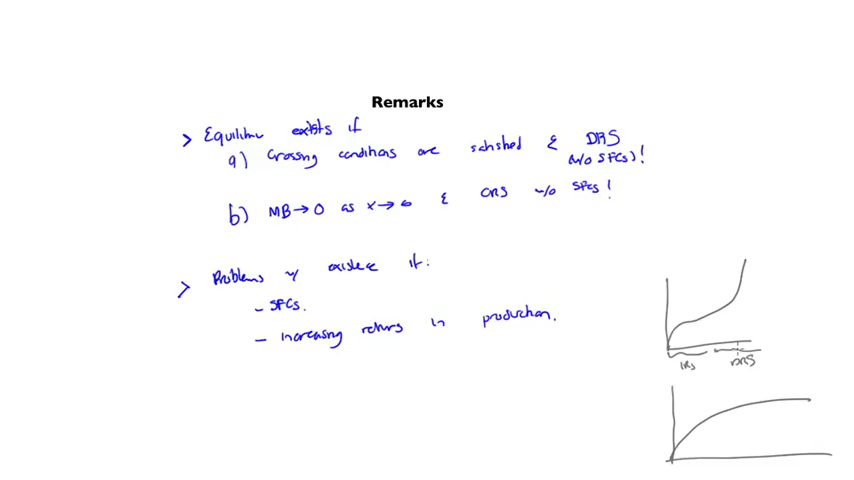 Remarks
> Equilibriu exists if
a) Crossing conditions are satisfied & DRS
(w/o SFCs)!
b) MB→0 as x→∞ & CRS w/o SFCs!
> Problems w/ existence if:
- SFCs.
- Increasing returns in production.
IRS DRS